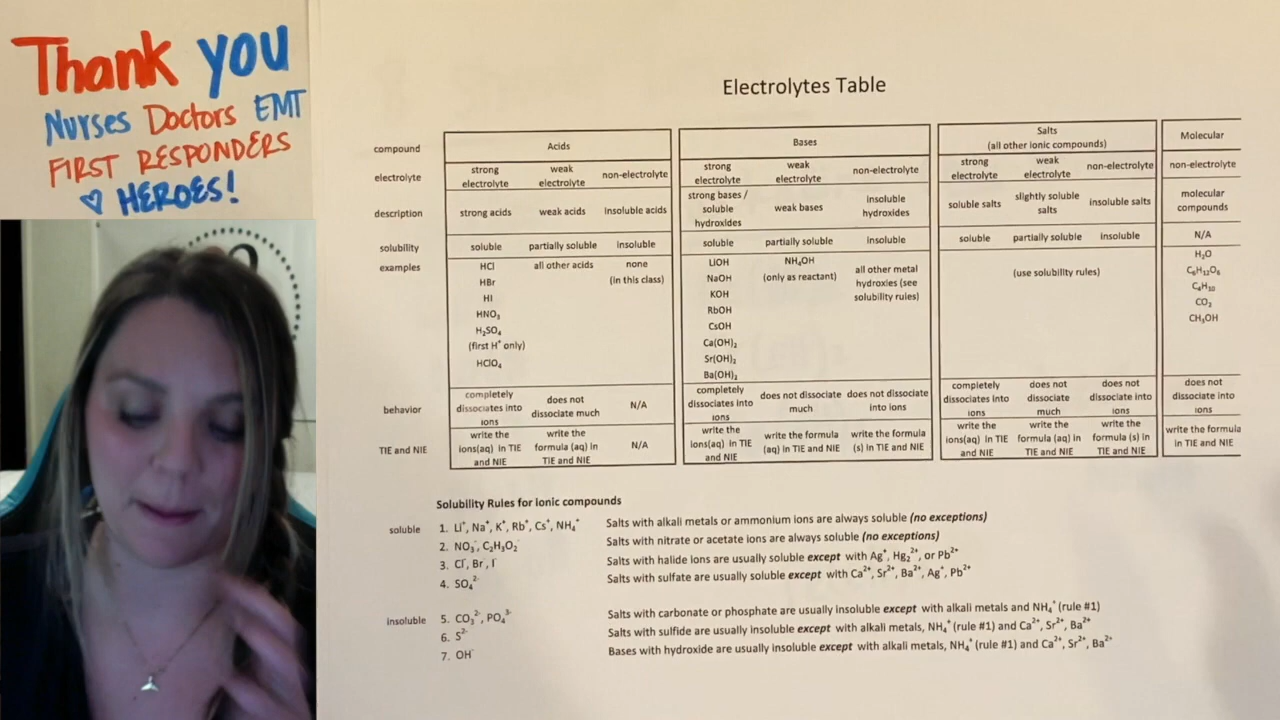 Thank you
Nurses Doctors EMT
FIRST RESPONDERS
♡ HEROES!
Electrolytes Table
compound Acids Bases Salts (all other ionic compounds) Molecular
electrolyte strong electrolyte weak electrolyte non-electrolyte strong electrolyte weak electrolyte non-electrolyte strong electrolyte weak electrolyte non-electrolyte non-electrolyte
description strong acids weak acids insoluble acids strong bases / soluble hydroxides weak bases insoluble hydroxides soluble salts slightly soluble salts insoluble salts molecular compounds
solubility soluble partially soluble insoluble soluble partially soluble insoluble soluble partially soluble insoluble N/A
examples
HCl
HBr
HI
HNO₃
H₂SO₄
(first H⁺ only)
HClO₄
all other acids
none
(in this class)
LiOH
NaOH
KOH
RbOH
CsOH
Ca(OH)₂
Sr(OH)₂
Ba(OH)₂
NH₄OH
(only as reactant)
all other metal
hydroxies (see
solubility rules)
(use solubility rules)
H₂O
C₆H₁₂O₆
C₄H₁₀
CO₂
CH₃OH
behavior completely dissociates into ions does not dissociate much N/A completely dissociates into ions does not dissociate much does not dissociate into ions completely dissociates into ions does not dissociate much does not dissociate into ions does not dissociate into ions
TIE and NIE write the ions(aq) in TIE and NIE write the formula (aq) in TIE and NIE N/A write the ions(aq) in TIE and NIE write the formula (aq) in TIE and NIE write the formula (s) in TIE and NIE write the ions(aq) in TIE and NIE write the formula (aq) in TIE and NIE write the formula (s) in TIE and NIE write the formula in TIE and NIE
Solubility Rules for Ionic compounds
soluble 1. Li⁺, Na⁺, K⁺, Rb⁺, Cs⁺, NH₄⁺ Salts with alkali metals or ammonium ions are always soluble (no exceptions)
2. NO₃⁻, C₂H₃O₂⁻ Salts with nitrate or acetate ions are always soluble (no exceptions)
3. Cl⁻, Br⁻, I⁻ Salts with halide ions are usually soluble except with Ag⁺, Hg₂²⁺, or Pb²⁺
4. SO₄²⁻ Salts with sulfate are usually soluble except with Ca²⁺, Sr²⁺, Ba²⁺, Ag⁺, Pb²⁺
insoluble 5. CO₃²⁻, PO₄³⁻ Salts with carbonate or phosphate are usually insoluble except with alkali metals and NH₄⁺ (rule #1)
6. S²⁻ Salts with sulfide are usually insoluble except with alkali metals, NH₄⁺ (rule #1) and Ca²⁺, Sr²⁺, Ba²⁺
7. OH⁻ Bases with hydroxide are usually insoluble except with alkali metals, NH₄⁺ (rule #1) and Ca²⁺, Sr²⁺, Ba²⁺